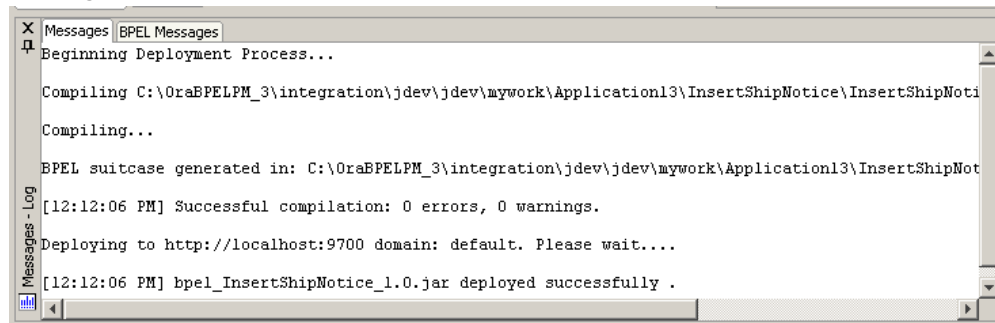 Messages BPEL Messages
Beginning Deployment Process...
Compiling C:\OraBPELPM_3\integration\jdev\jdev\mywork\Application13\InsertShipNotice\InsertShipNoti
Compiling...
BPEL suitcase generated in: C:\OraBPELPM_3\integration\jdev\jdev\mywork\Application13\InsertShipNot
[12:12:06 PM] Successful compilation: 0 errors, 0 warnings.
Deploying to http://localhost:9700 domain: default. Please wait....
[12:12:06 PM] bpel_InsertShipNotice_1.0.jar deployed successfully .
Messages - Log